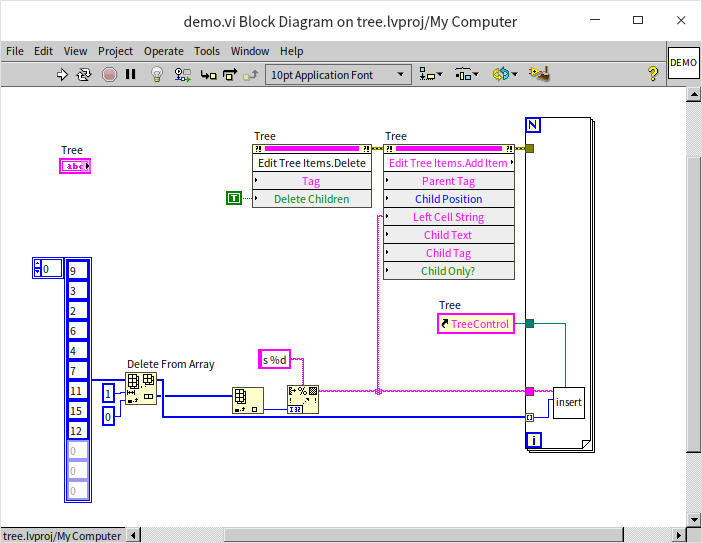 demo.vi Block Diagram on tree.lvproj/My Computer
File Edit View Project Operate Tools Window Help
10pt Application Font
?
DEMO
N
Tree
Tree
Tree
abc
Edit Tree Items.Delete
Tag
Delete Children
T
Edit Tree Items.Add Item
Parent Tag
Child Position
Left Cell String
Child Text
Child Tag
Child Only?
0
9
3
2
6
4
7
11
15
12
0
0
0
Tree
TreeControl
Delete From Array
1
0
s %d
insert
i
tree.lvproj/My Computer